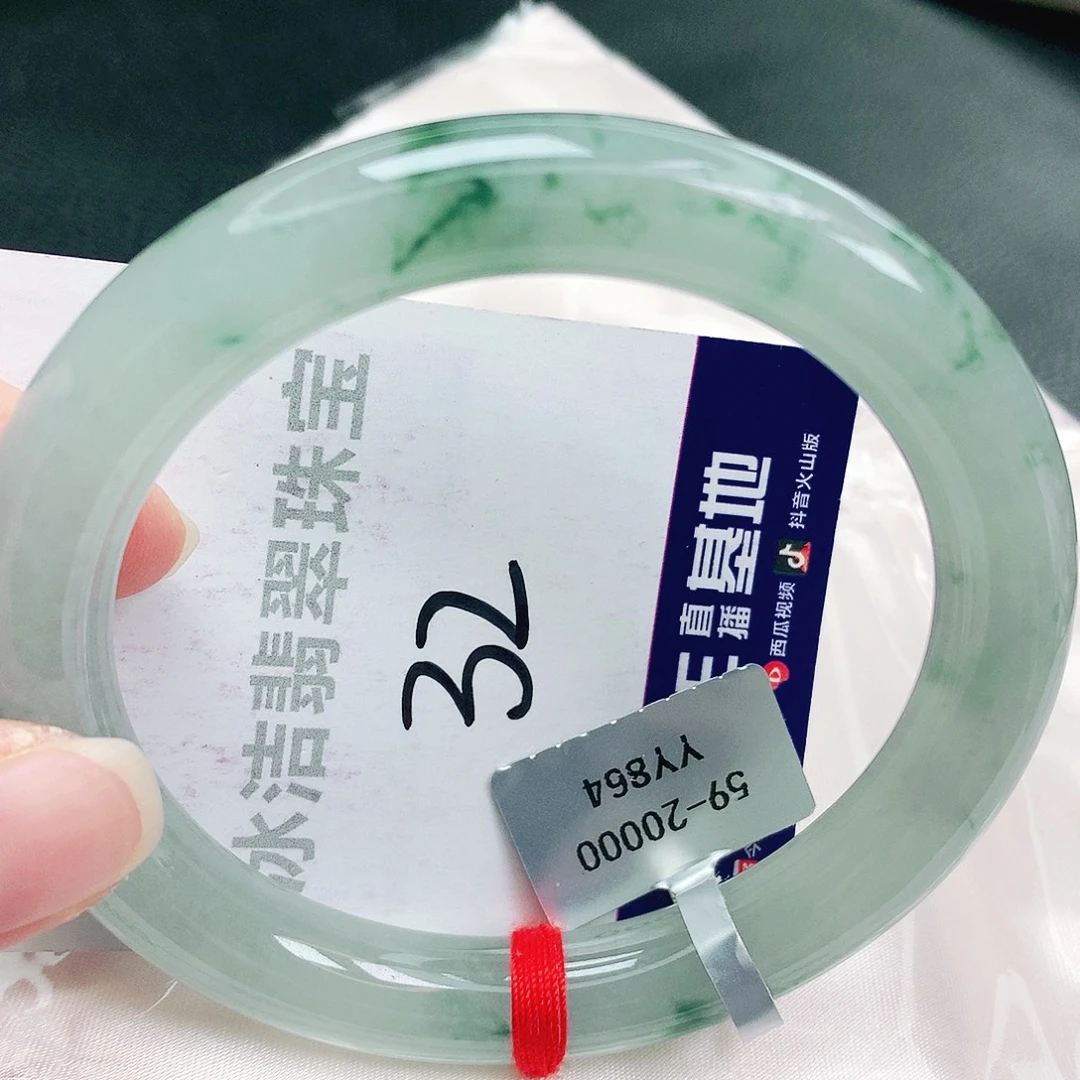 冰洁翡翠珠宝
32
直播基地
西瓜视频
抖音火山版
YY864
59-20000